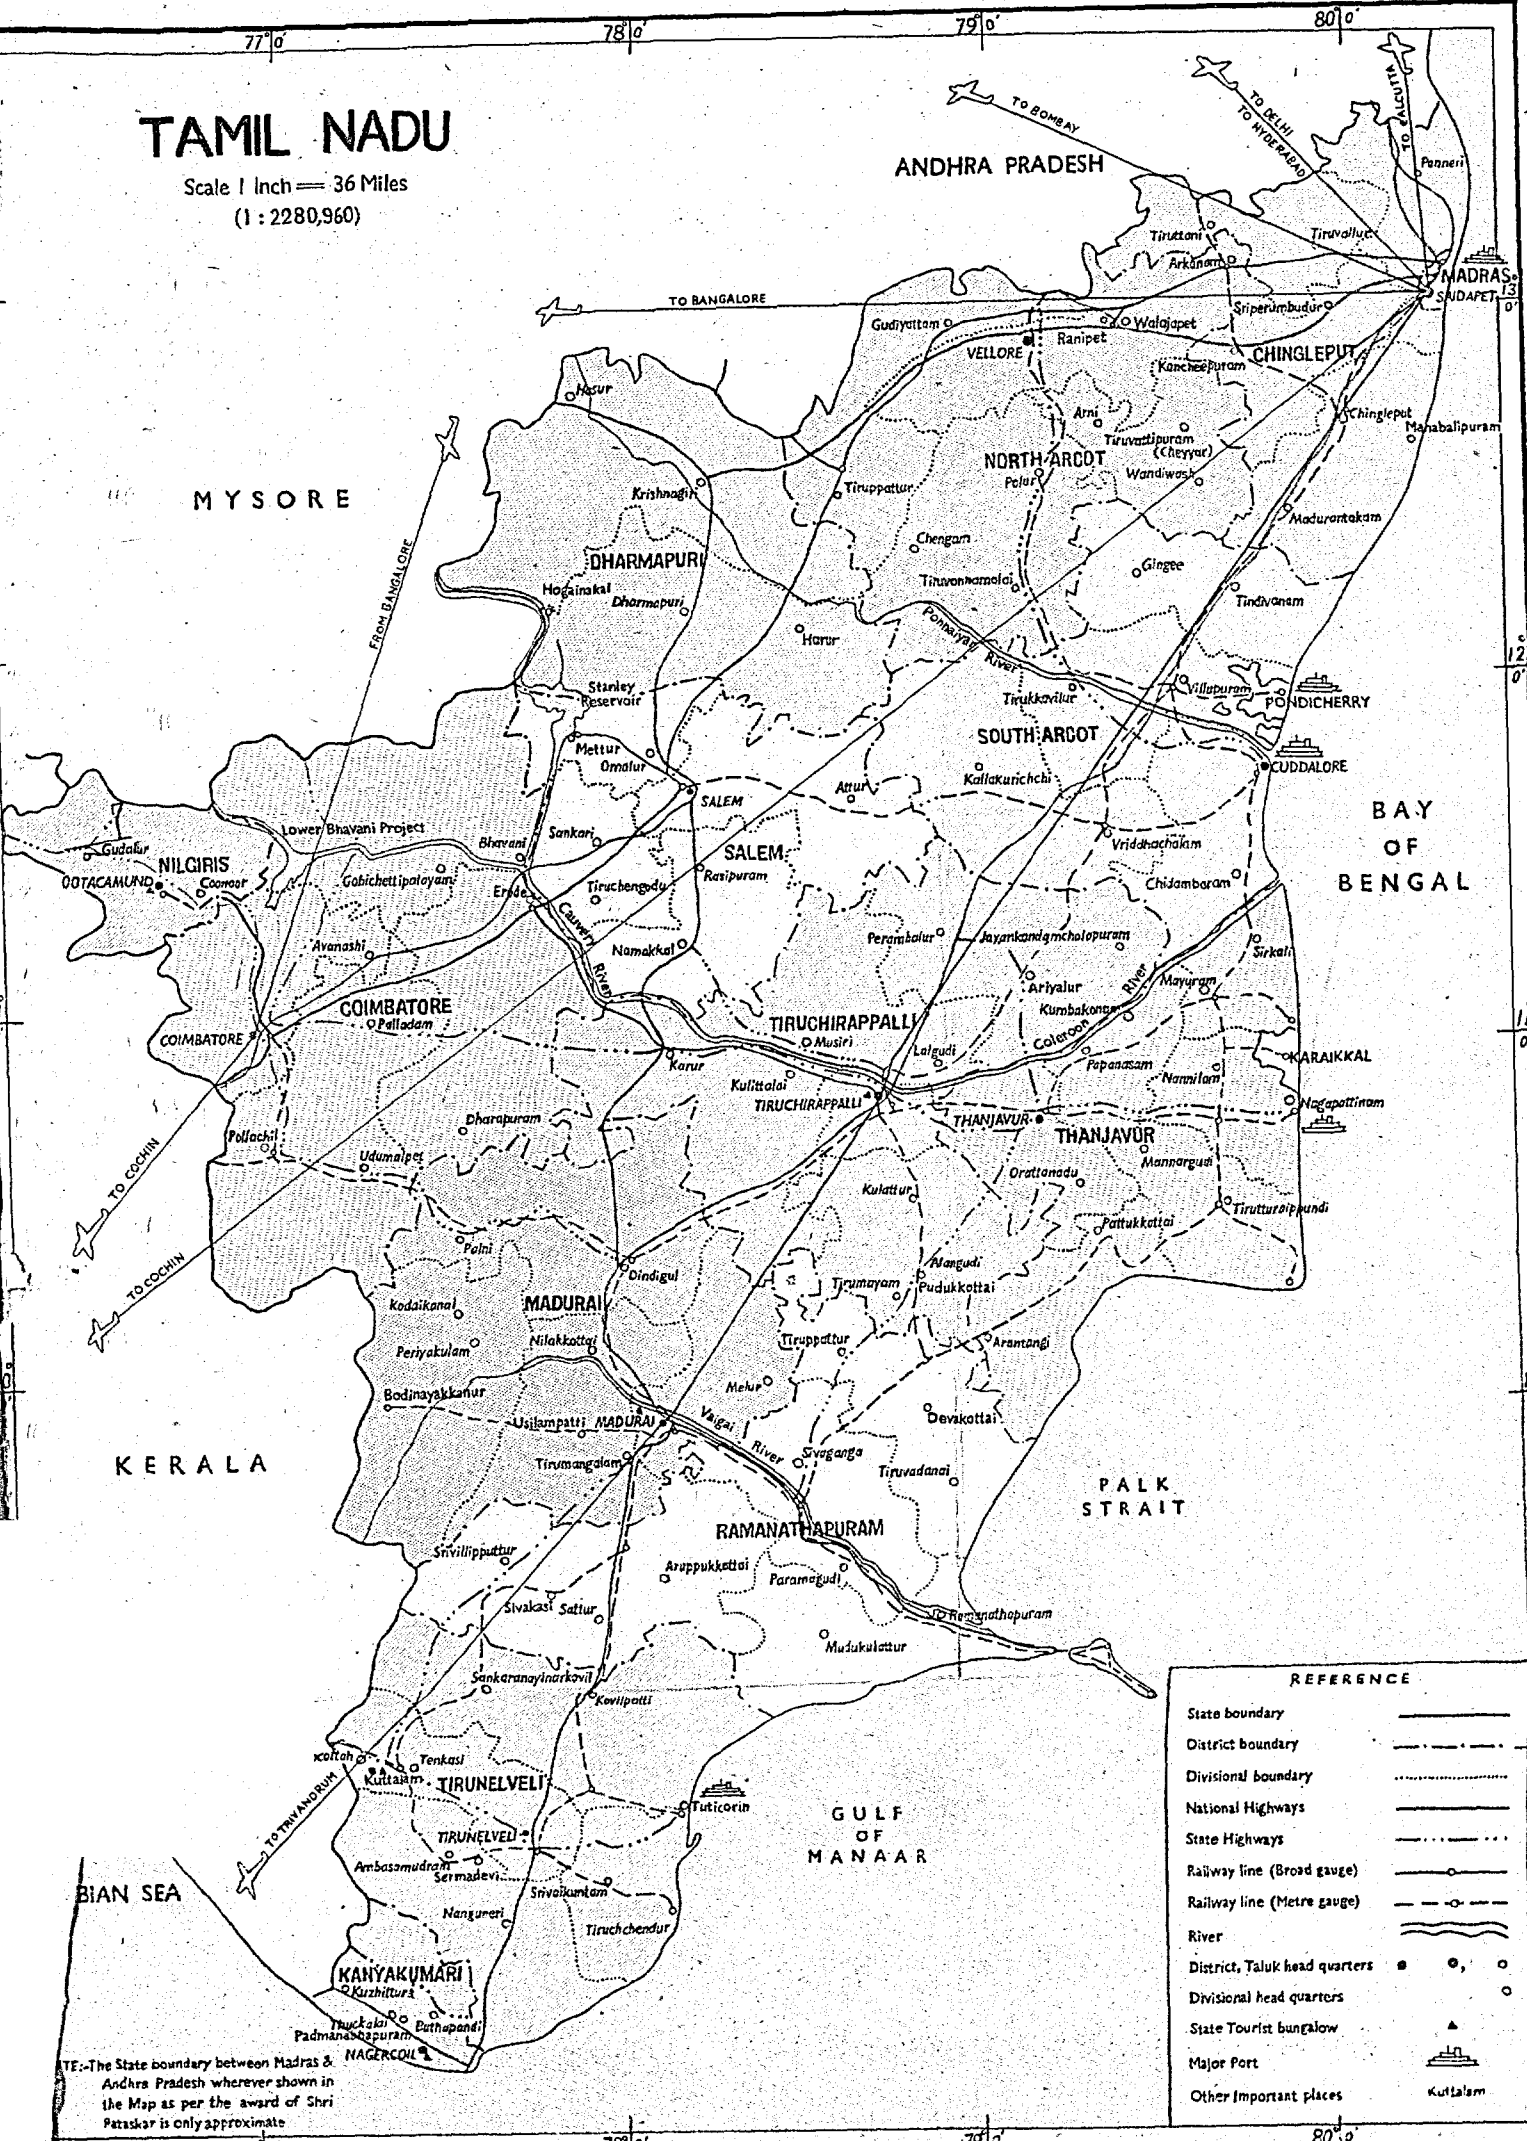 77°0'
78°0'
79°0'
80°0'
TAMIL NADU
Scale 1 Inch = 36 Miles
(1 : 2280,960)
TO BOMBAY
TO DELHI
TO HYDERABAD
TO CALCUTTA
ANDHRA PRADESH
Ponneri
Tiruttani
Tiruvallur
Arkonam
MADRAS
SAIDAPET
13
0'
TO BANGALORE
Gudiyattam
Walajapet
Sriperumbudur
VELLORE
Ranipet
CHINGLEPUT
Kancheepuram
Hosur
Arni
Chingleput
Mahabalipuram
Tiruvattipuram
(Cheyyar)
NORTH ARCOT
Polur
Wandiwash
MYSORE
Krishnagiri
Tiruppattur
Madurantakam
FROM BANGALORE
DHARMAPURI
Chengam
Gingee
Hogainakal
Dharmapuri
Tiruvannamalai
Tindivanam
Harur
Ponnaiyar River
12°
0'
Stanley
Reservoir
Tirukkovilur
Villupuram
PONDICHERRY
SOUTH ARCOT
Mettur
Omalur
Kallakurichchi
CUDDALORE
SALEM
Attur
BAY
OF
BENGAL
Lower Bhavani Project
Bhavani
Sankari
SALEM
Vriddhachalam
Gudalur
NILGIRIS
OOTACAMUND
Coonoor
Gobichettipalayam
Erode
Tiruchengodu
Rasipuram
Chidambaram
Cauvery River
Avanashi
Namakkal
Perambalur
Jayankondamcholapuram
Sirkali
COIMBATORE
Palladam
Ariyalur
Kumbakonam
Coleroon River
Mayuram
COIMBATORE
TIRUCHIRAPPALLI
Musiri
Lalgudi
Papanasam
KARAIKKAL
Karur
Kulittalai
Nannilam
TIRUCHIRAPPALLI
Nagapattinam
THANJAVUR
THANJAVUR
Dharapuram
Pollachi
Udumalpet
Mannargudi
Orattanadu
Kulattur
TO COCHIN
Tirutturaippundi
Pattukkottai
Palni
TO COCHIN
Dindigul
Alangudi
Tirumayam
Pudukkottai
Kodaikanal
MADURAI
Periyakulam
Nilakkottai
Tiruppattur
Arantangi
Bodinayakkanur
Melur
Devakottai
Usilampatti
MADURAI
Vaigai River
Tirumangalam
Sivaganga
Tiruvadanai
KERALA
PALK
STRAIT
RAMANATHAPURAM
Srivilliputtur
Aruppukkottai
Paramagudi
Sivakasi
Sattur
Ramanathapuram
Mudukulattur
Sankaranayinarkovil
Kovilpatti
Tenkasi
Kuttalam
TIRUNELVELI
TO TRIVANDRUM
Tuticorin
GULF
OF
MANAAR
TIRUNELVELI
Ambasamudram
Sermadevi
BIAN SEA
Srivaikuntam
Nanguneri
Tiruchchendur
KANYAKUMARI
Kuzhittura
Thuckalai
Padmanabhapuram
NAGERCOIL
TE:-The State boundary between Madras &
Andhra Pradesh wherever shown in
the Map as per the award of Shri
Pataskar is only approximate
REFERENCE
State boundary
District boundary
Divisional boundary
National Highways
State Highways
Railway line (Broad gauge)
Railway line (Metre gauge)
River
District, Taluk head quarters
Divisional head quarters
State Tourist bungalow
Major Port
Other Important places Kuttalam